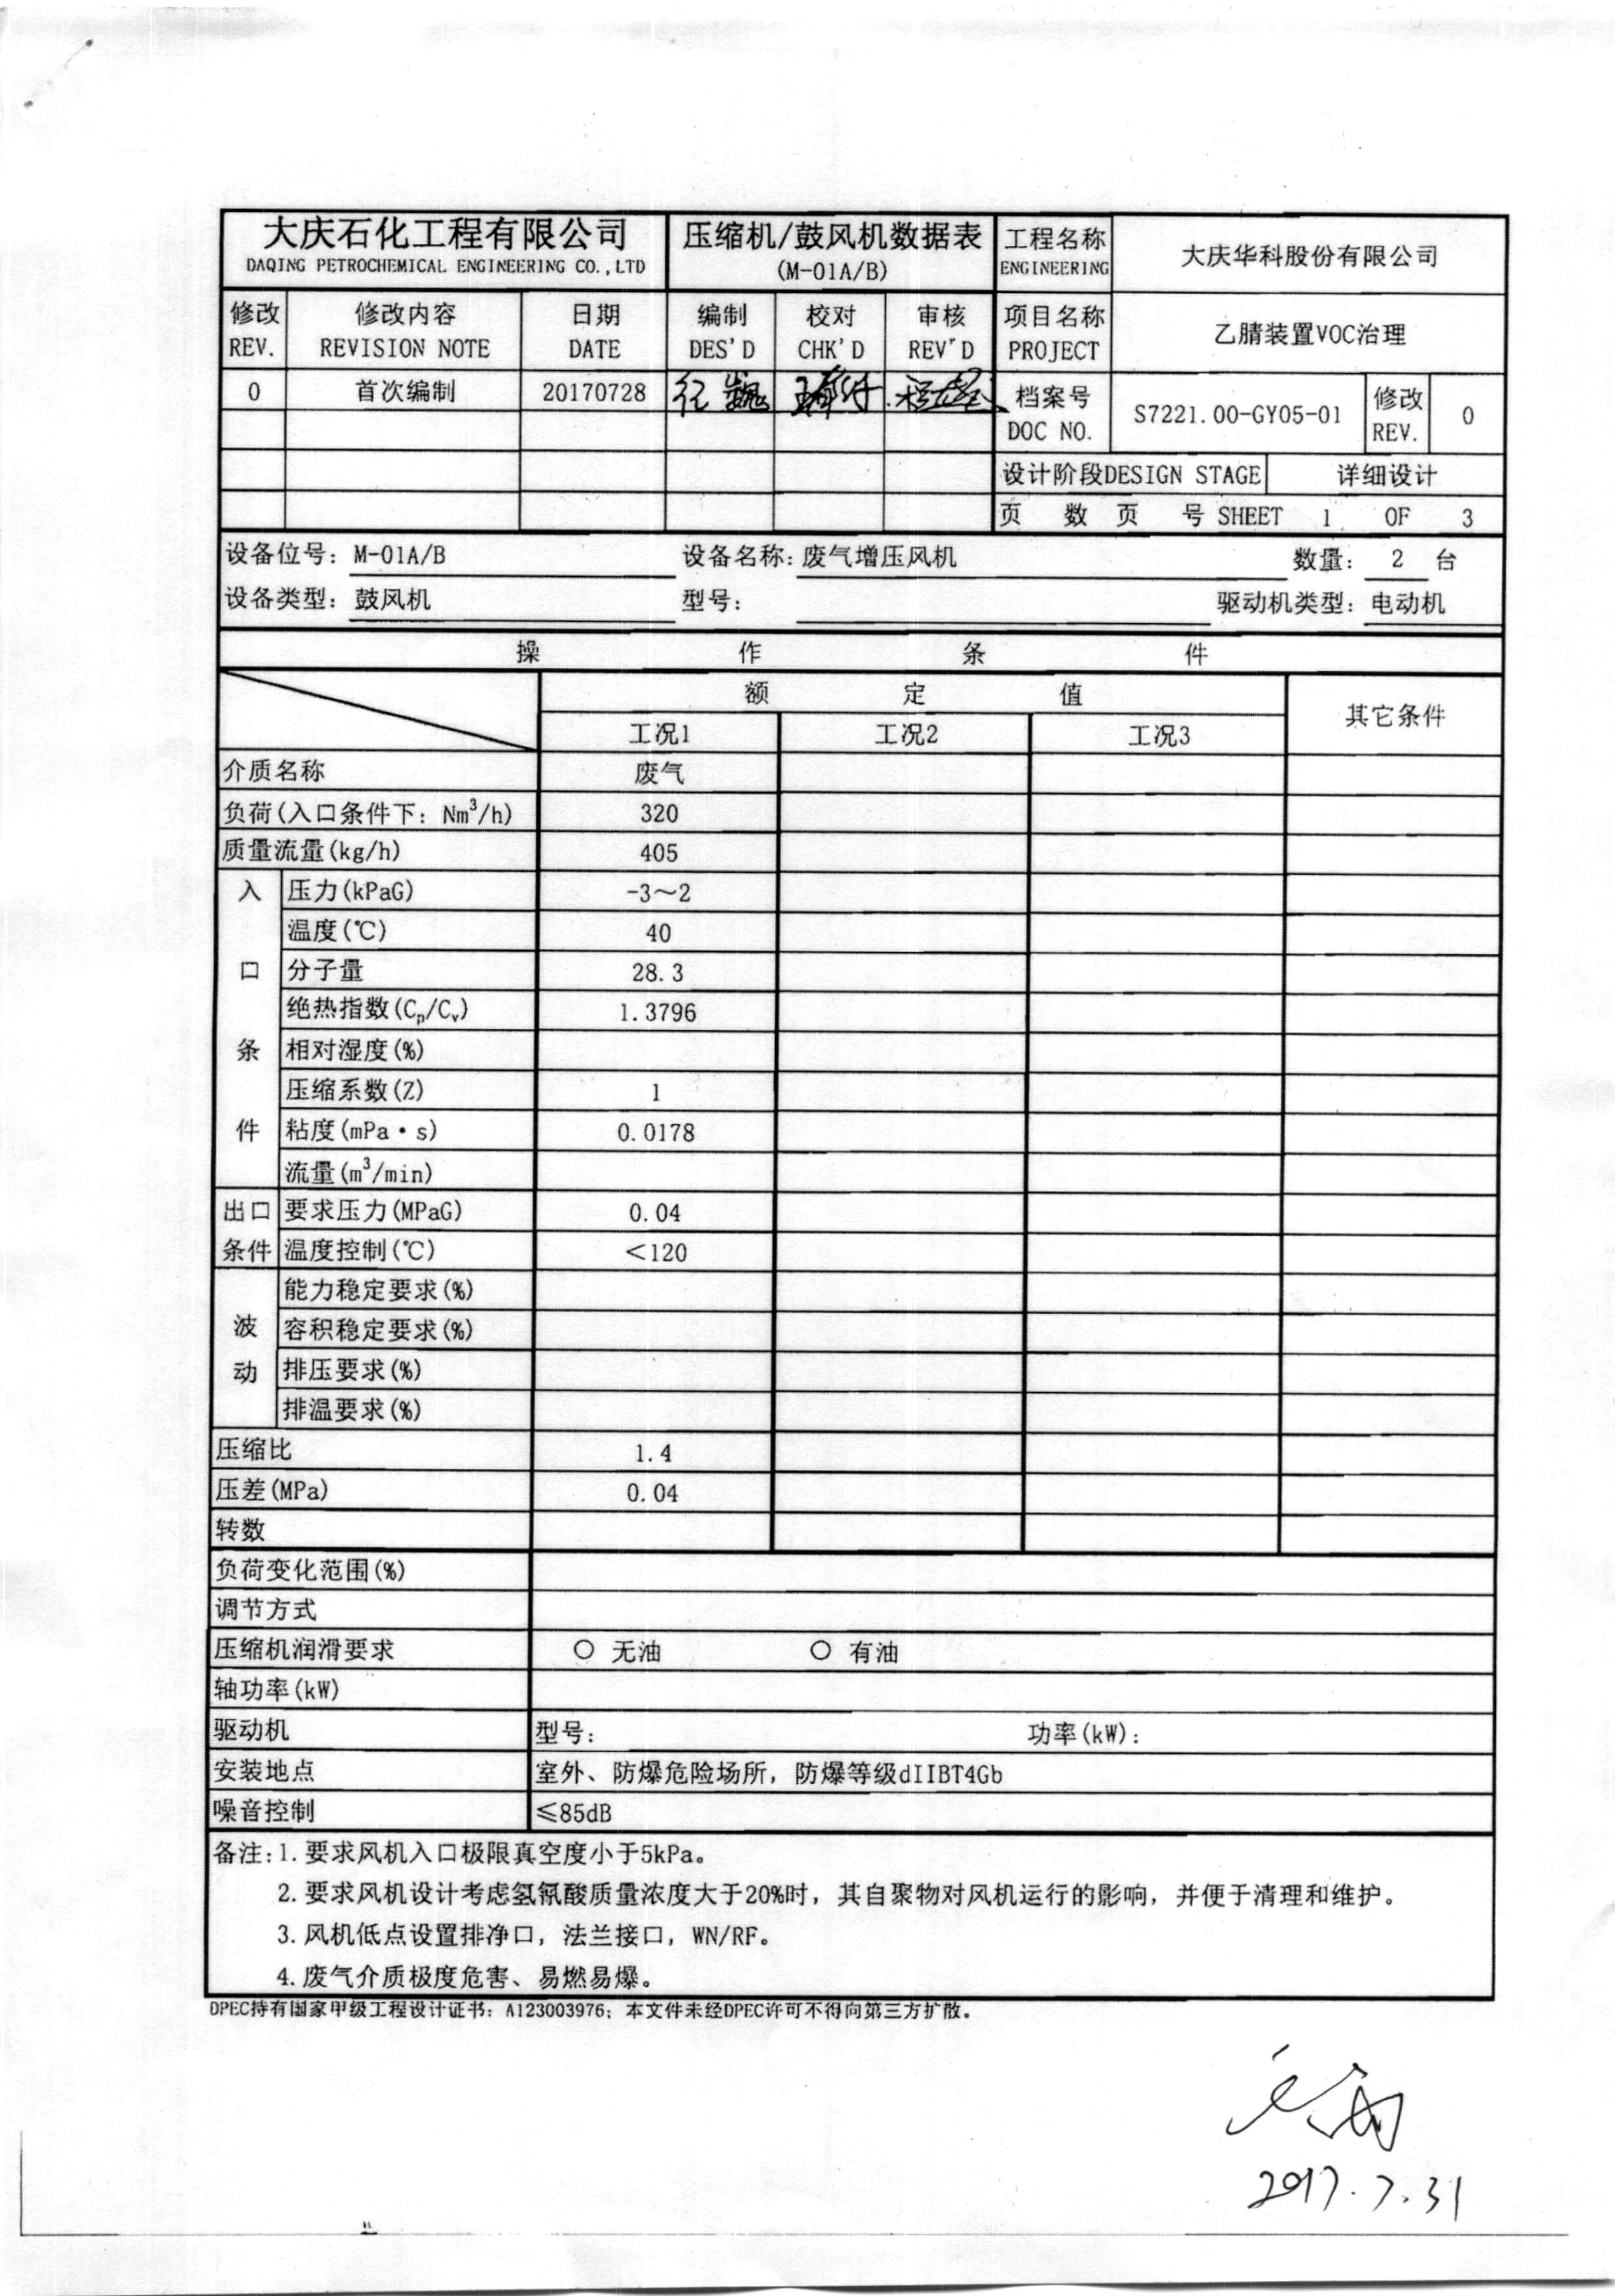 大庆石化工程有限公司 压缩机/鼓风机数据表 工程名称 大庆华科股份有限公司
DAQING PETROCHEMICAL ENGINEERING CO.,LTD (M-01A/B) ENGINEERING
修改 修改内容 日期 编制 校对 审核 项目名称 乙腈装置VOC治理
REV. REVISION NOTE DATE DES'D CHK'D REV'D PROJECT
0 首次编制 20170728 档案号 S7221.00-GY05-01 修改 0
DOC NO. REV.
设计阶段DESIGN STAGE 详细设计
页 数 页 号 SHEET 1 OF 3
设备位号: M-01A/B 设备名称: 废气增压风机 数量: 2 台
设备类型: 鼓风机 型号: 驱动机类型: 电动机
操 作 条 件
额 定 值 其它条件
工况1 工况2 工况3
介质名称 废气
负荷(入口条件下: Nm³/h) 320
质量流量(kg/h) 405
入口条件 压力(kPaG) -3~2
温度(℃) 40
分子量 28.3
绝热指数(Cp/Cv) 1.3796
相对湿度(%)
压缩系数(Z) 1
粘度(mPa·s) 0.0178
流量(m³/min)
出口条件 要求压力(MPaG) 0.04
温度控制(℃) <120
波动 能力稳定要求(%)
容积稳定要求(%)
排压要求(%)
排温要求(%)
压缩比 1.4
压差(MPa) 0.04
转数
负荷变化范围(%)
调节方式
压缩机润滑要求 ○ 无油 ○ 有油
轴功率(kW)
驱动机 型号: 功率(kW):
安装地点 室外、防爆危险场所, 防爆等级dIIBT4Gb
噪音控制 ≤85dB
备注: 1. 要求风机入口极限真空度小于5kPa。
2. 要求风机设计考虑氢氰酸质量浓度大于20%时, 其自聚物对风机运行的影响, 并便于清理和维护。
3. 风机低点设置排净口, 法兰接口, WN/RF。
4. 废气介质极度危害、易燃易爆。
DPEC持有国家甲级工程设计证书: A123003976; 本文件未经DPEC许可不得向第三方扩散。
2017.7.31